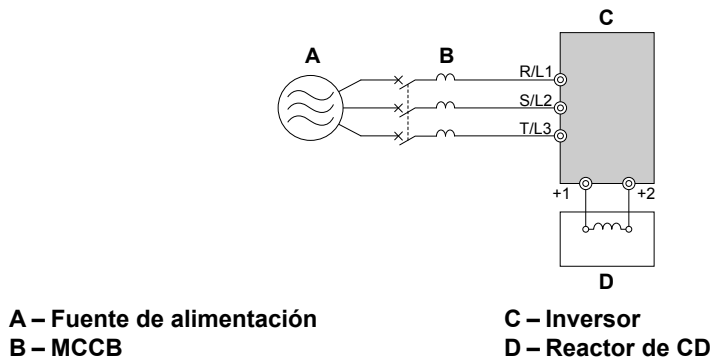 C
A
B
R/L1
S/L2
T/L3
+1
+2
D
A – Fuente de alimentación
B – MCCB
C – Inversor
D – Reactor de CD